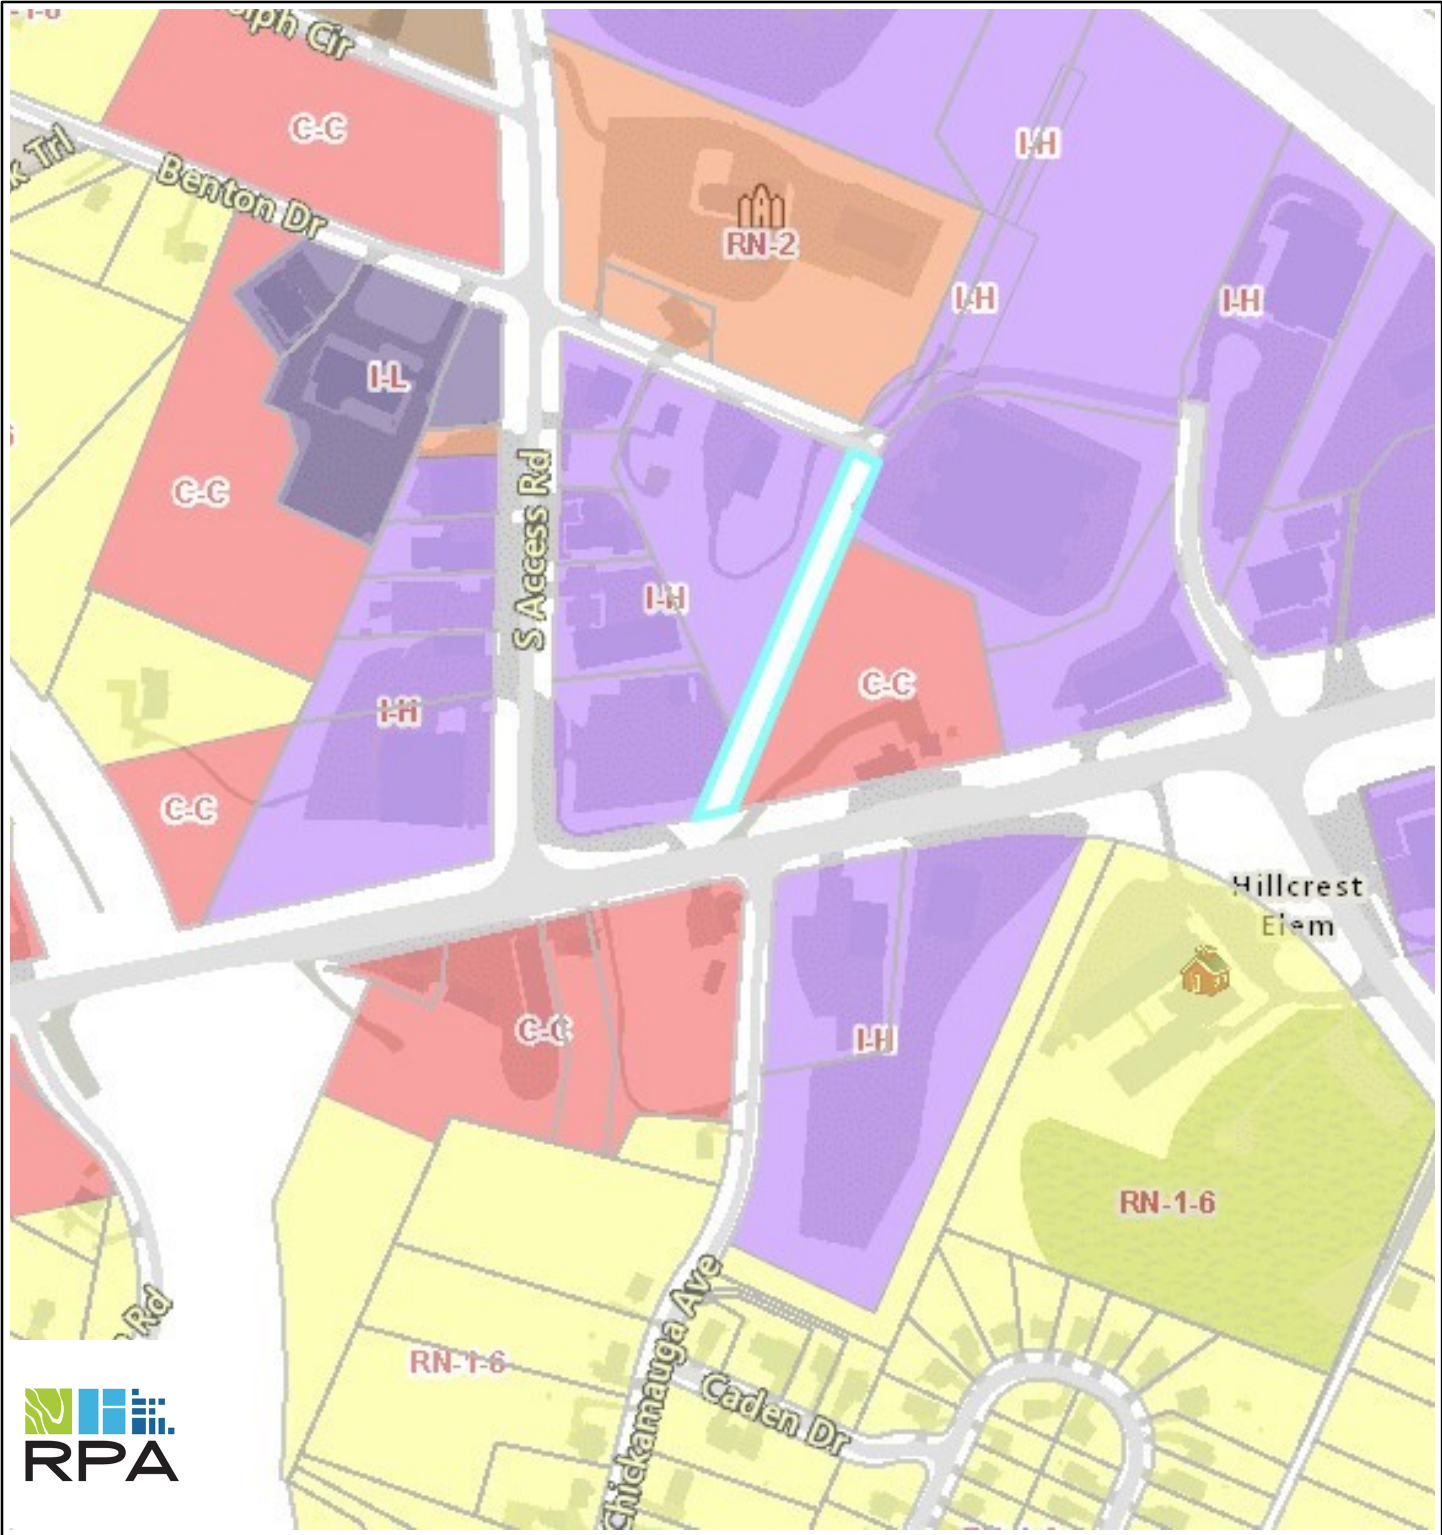 C-C
Benton Dr
RN-2
I-H
I-H
I-H
I-L
C-C
S Access Rd
I-H
C-C
I-H
C-C
Hillcrest
Elem
C-C
I-H
RN-1-6
Rd
Chickamauga Ave
RN-1-6
Caden Dr
RPA